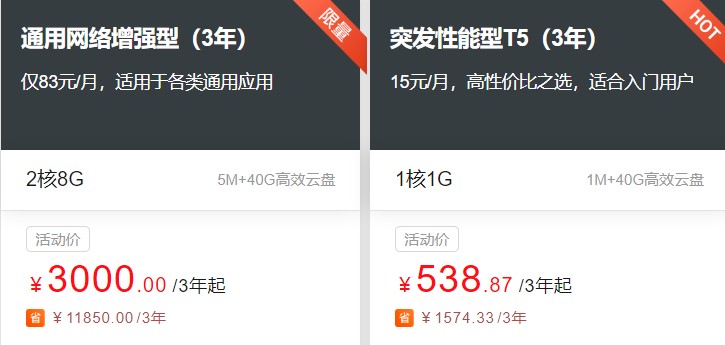 通用网络增强型（3年）
限量
仅83元/月，适用于各类通用应用
2核8G
5M+40G高效云盘
活动价
￥3000.00 /3年起
省 ￥11850.00/3年
突发性能型T5（3年）
HOT
15元/月，高性价比之选，适合入门用户
1核1G
1M+40G高效云盘
活动价
￥538.87 /3年起
省 ￥1574.33/3年